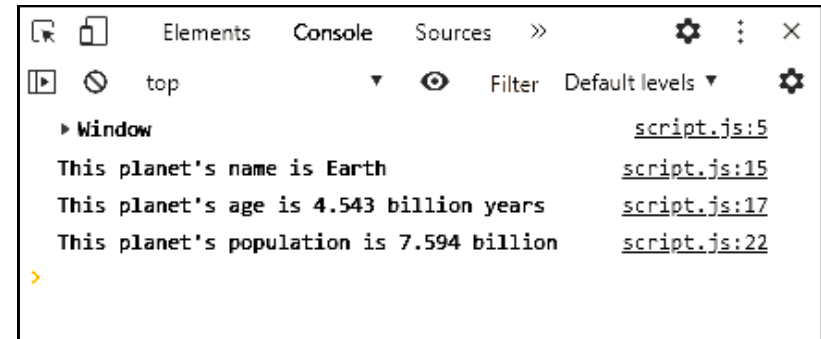 Elements Console Sources »
top Filter Default levels ▼
Window script.js:5
This planet's name is Earth script.js:15
This planet's age is 4.543 billion years script.js:17
This planet's population is 7.594 billion script.js:22
>